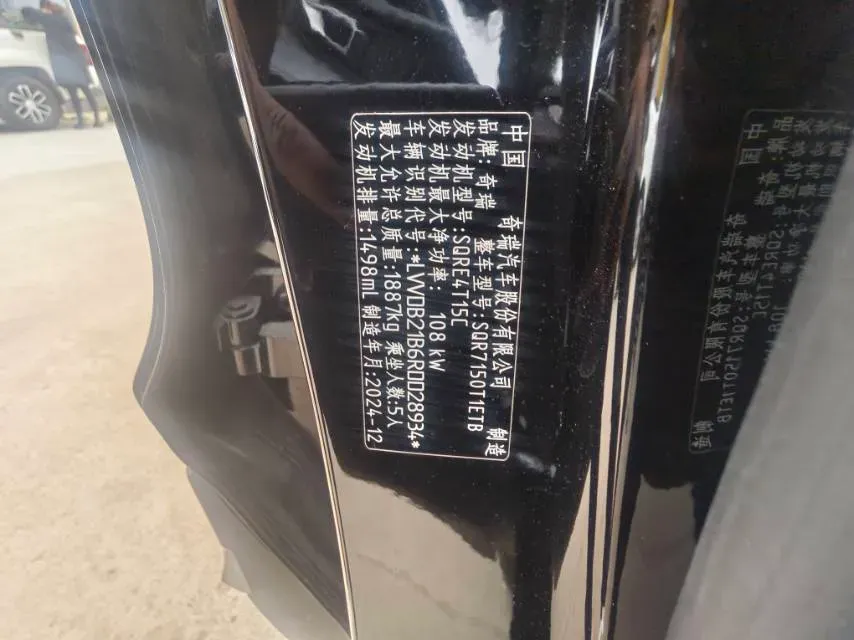 中国 奇瑞汽车股份有限公司 制造
品牌:奇瑞 整车型号:SQR7150T1ETB
发动机型号:SQRE4T15C
发动机最大净功率: 108 kW
车辆识别代号:*LVVDB21B6RDD28934*
最大允许总质量:1887kg 乘坐人数:5人
发动机排量:1498mL 制造年月:2024-12